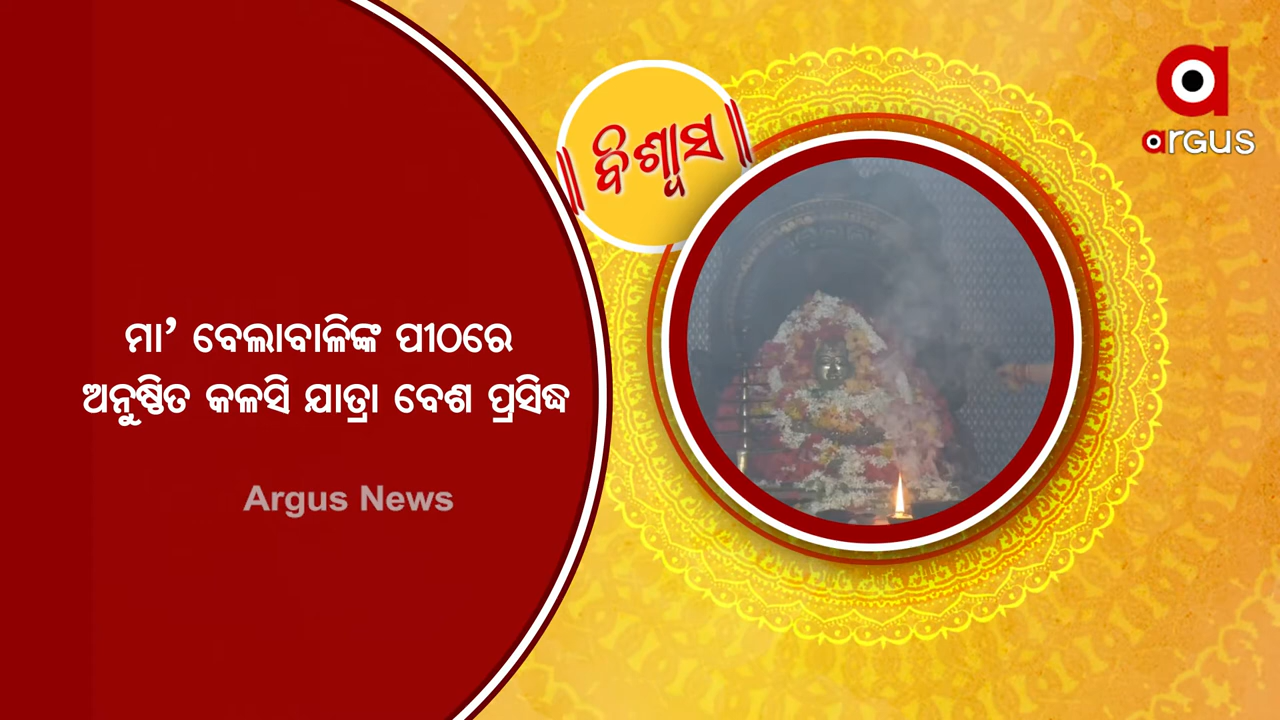 ॥ ବିଶ୍ୱାସ ॥
argus
ମା’ ବେଲାବାଳିଙ୍କ ପୀଠରେ
ଅନୁଷ୍ଠିତ କଳସି ଯାତ୍ରା ବେଶ ପ୍ରସିଦ୍ଧ
Argus News